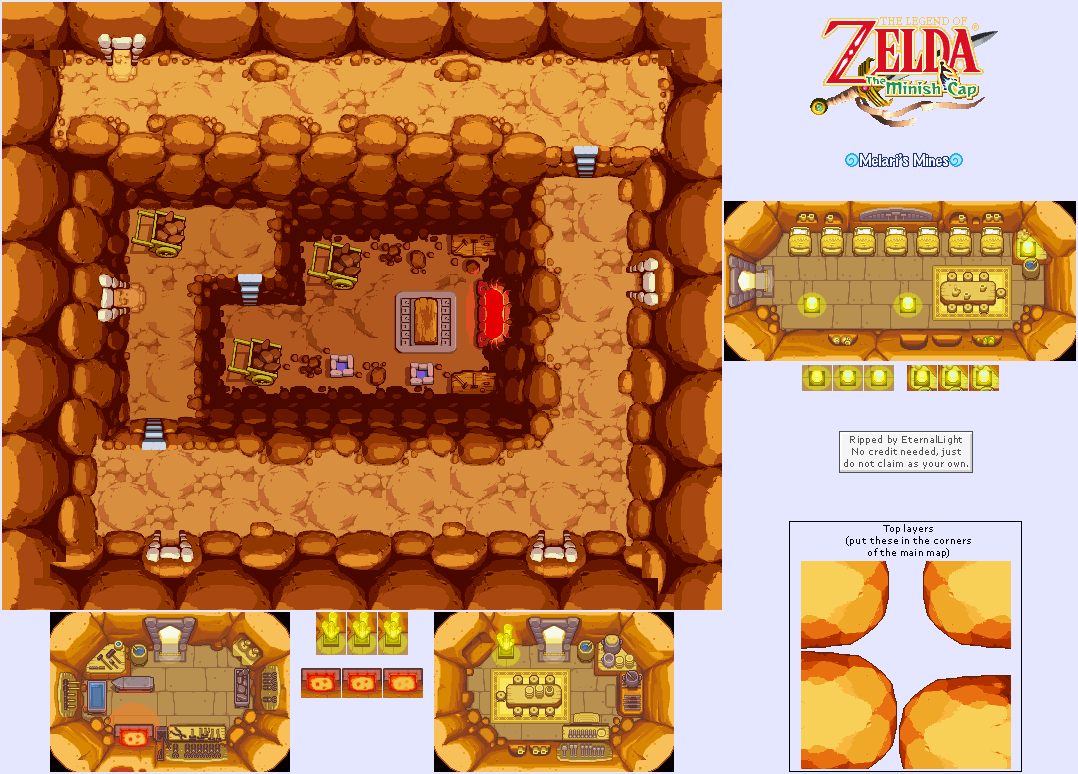 THE LEGEND OF
ZELDA
The Minish Cap
Melari's Mines
Ripped by EternalLight
No credit needed, just
do not claim as your own.
Top layers
(put these in the corners
of the main map)